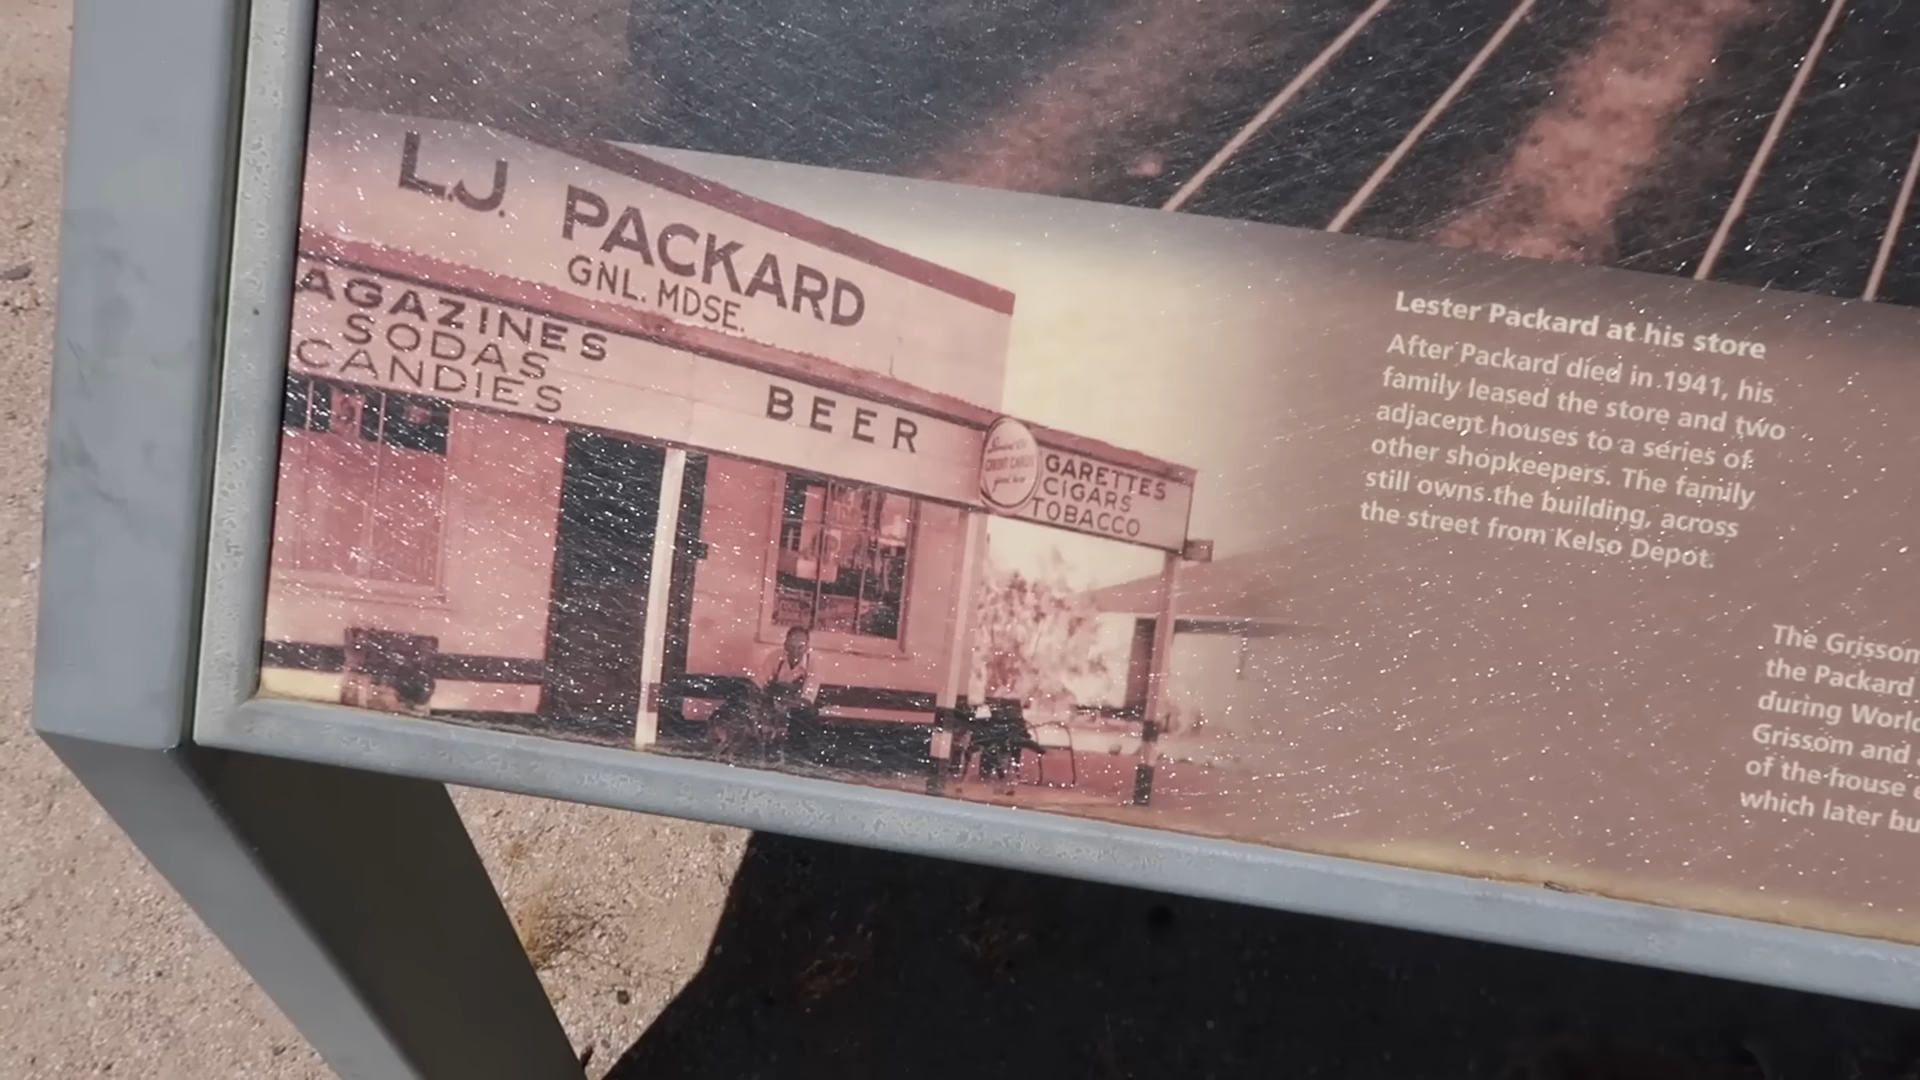 L.J. PACKARD
GNL. MDSE.
AGAZINES
SODAS
CANDIES
BEER
GARETTES
CIGARS
TOBACCO
Lester Packard at his store
After Packard died in 1941, his
family leased the store and two
adjacent houses to a series of
other shopkeepers. The family
still owns the building, across
the street from Kelso Depot.
The Grissom
the Packard
during World
Grissom and
of the house
which later bu